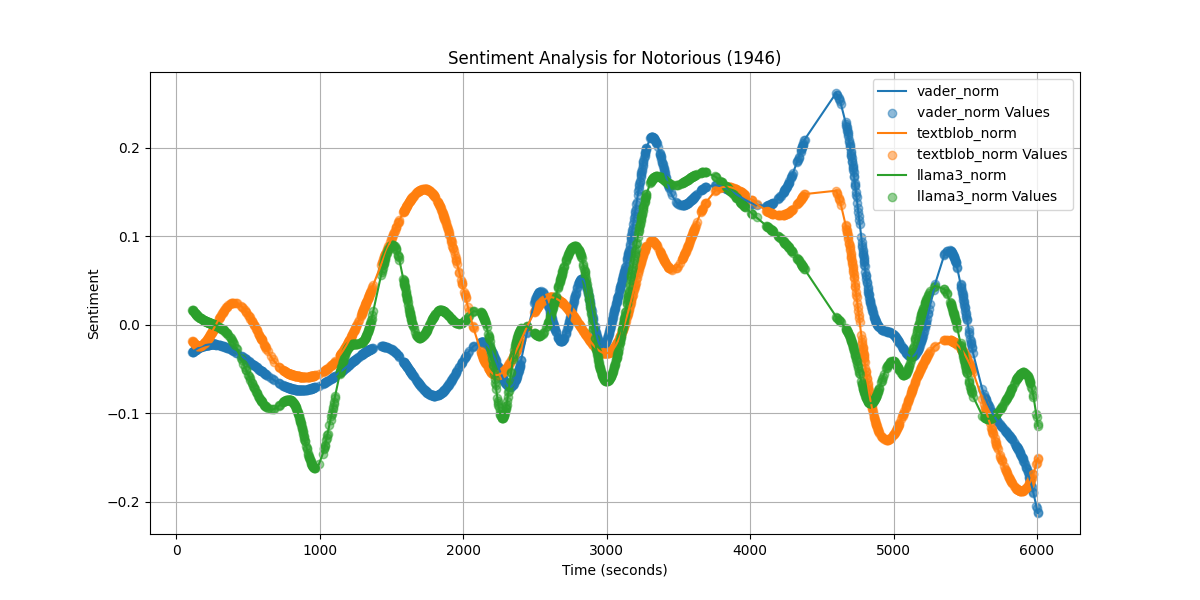 Sentiment Analysis for Notorious (1946)
vader_norm
vader_norm Values
textblob_norm
textblob_norm Values
llama3_norm
llama3_norm Values
Sentiment
0.2
0.1
0.0
−0.1
−0.2
0
1000
2000
3000
4000
5000
6000
Time (seconds)